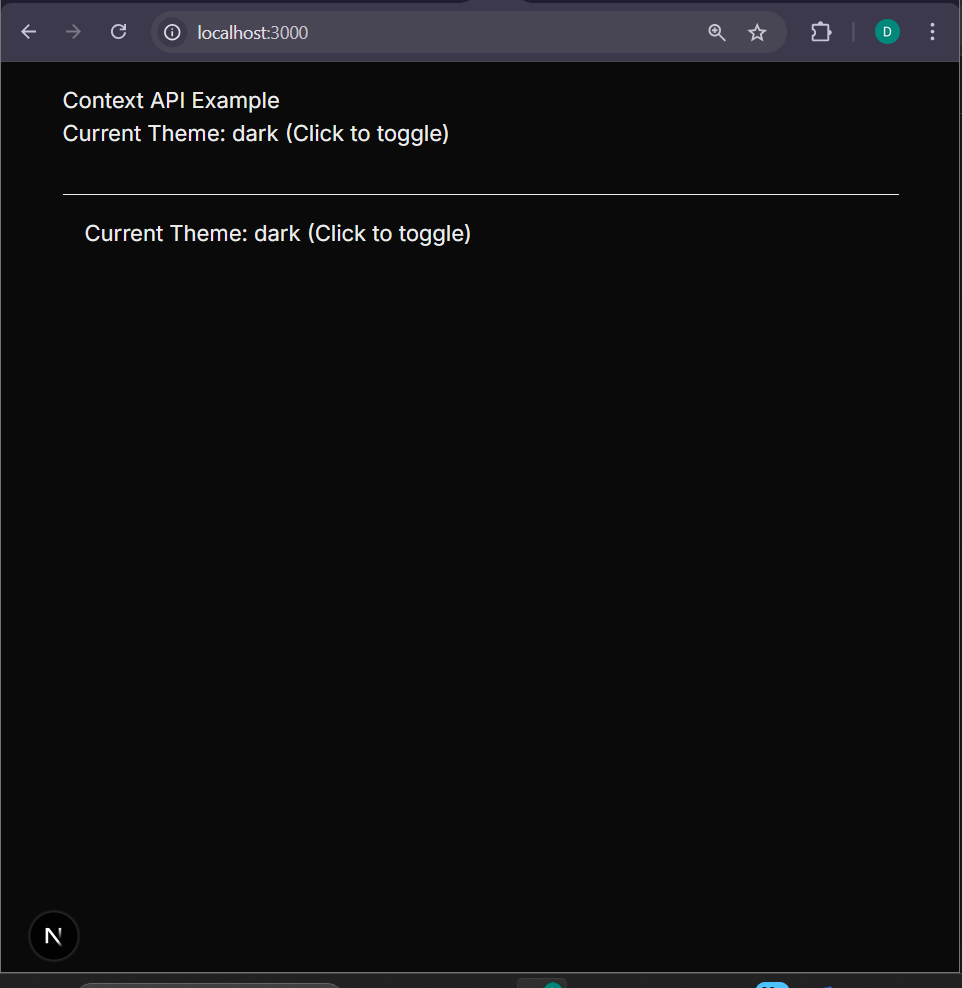 localhost:3000
D
Context API Example
Current Theme: dark (Click to toggle)
Current Theme: dark (Click to toggle)
N